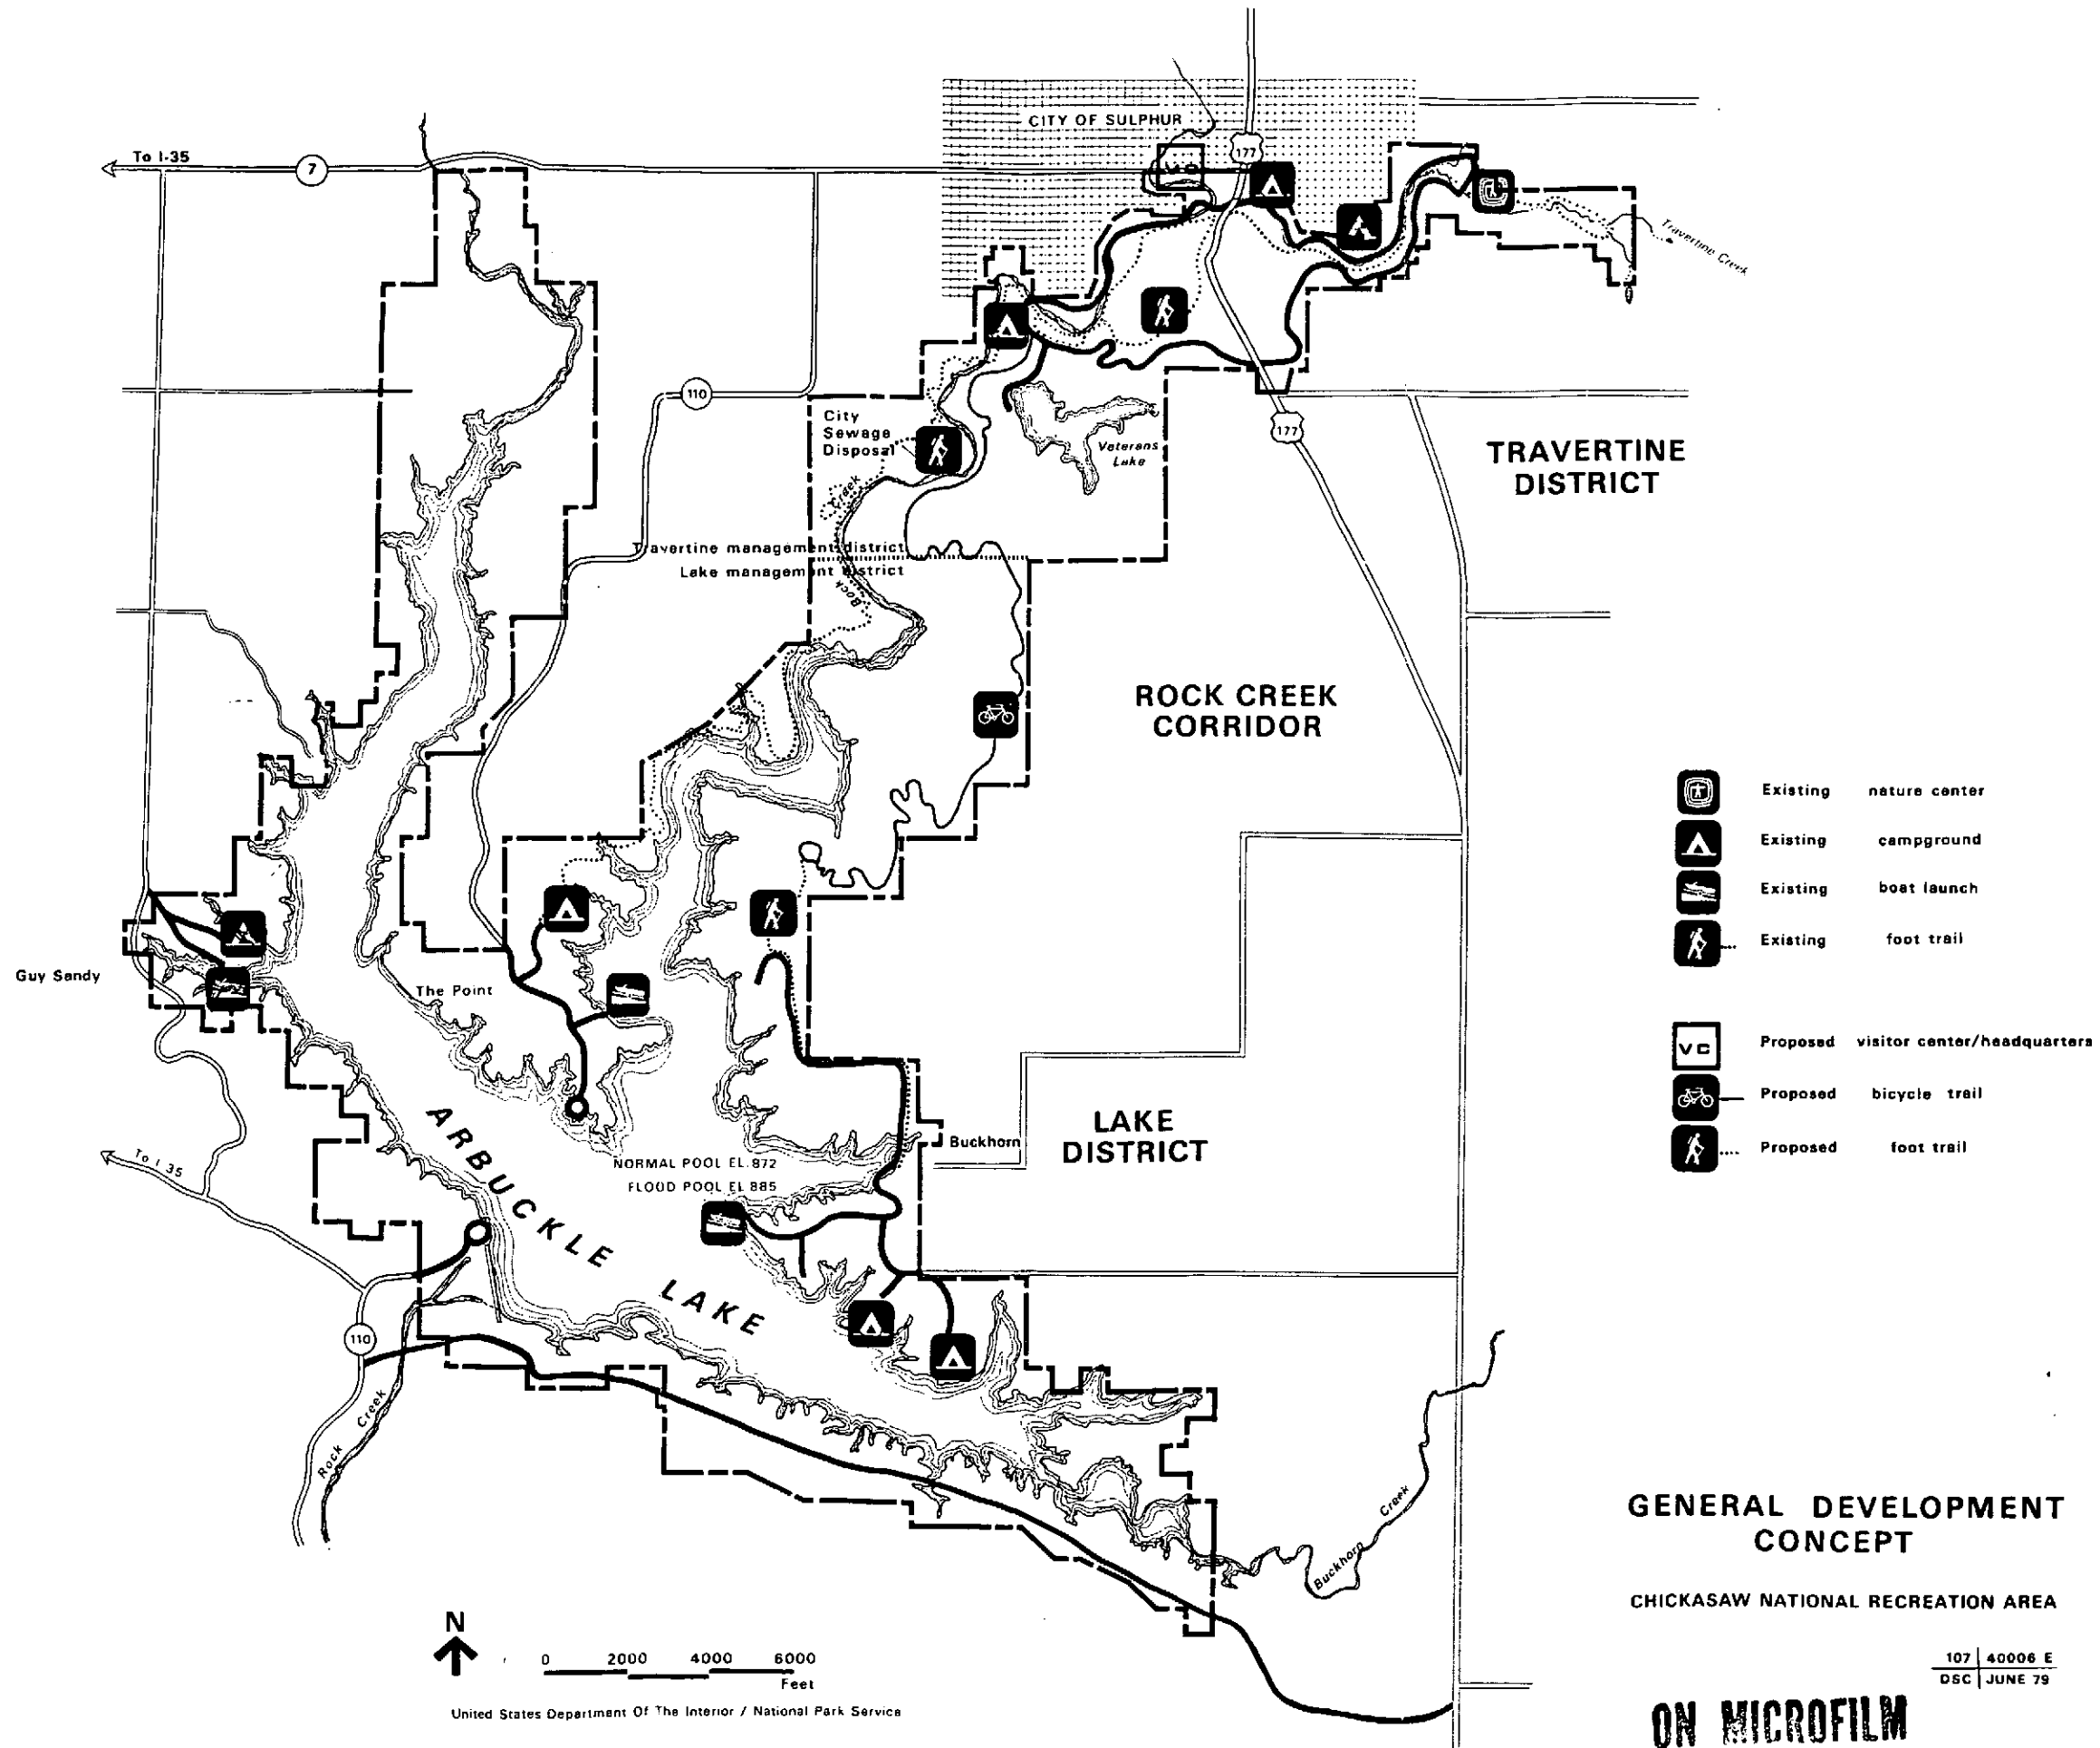 CITY OF SULPHUR
177
To I-35
7
VC
Travertine Creek
110
City
Sewage
Disposal
Veterans
Lake
177
TRAVERTINE
DISTRICT
Creek
Travertine management district
Lake management district
Rock
ROCK CREEK
CORRIDOR
Existing nature center
Existing campground
Existing boat launch
Existing foot trail
Guy Sandy
The Point
VC
Proposed visitor center/headquarters
Proposed bicycle trail
Proposed foot trail
ARBUCKLE LAKE
LAKE
DISTRICT
Buckhorn
To I 35
NORMAL POOL EL.872
FLOOD POOL EL 885
110
Rock Creek
Buckhorn Creek
GENERAL DEVELOPMENT
CONCEPT
CHICKASAW NATIONAL RECREATION AREA
N
0 2000 4000 6000
Feet
United States Department Of The Interior / National Park Service
107 40006 E
DSC JUNE 79
ON MICROFILM